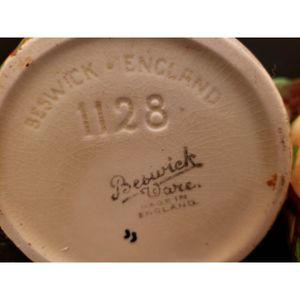 BESWICK • ENGLAND
1128
Beswick
Ware.
MADE IN
ENGLAND